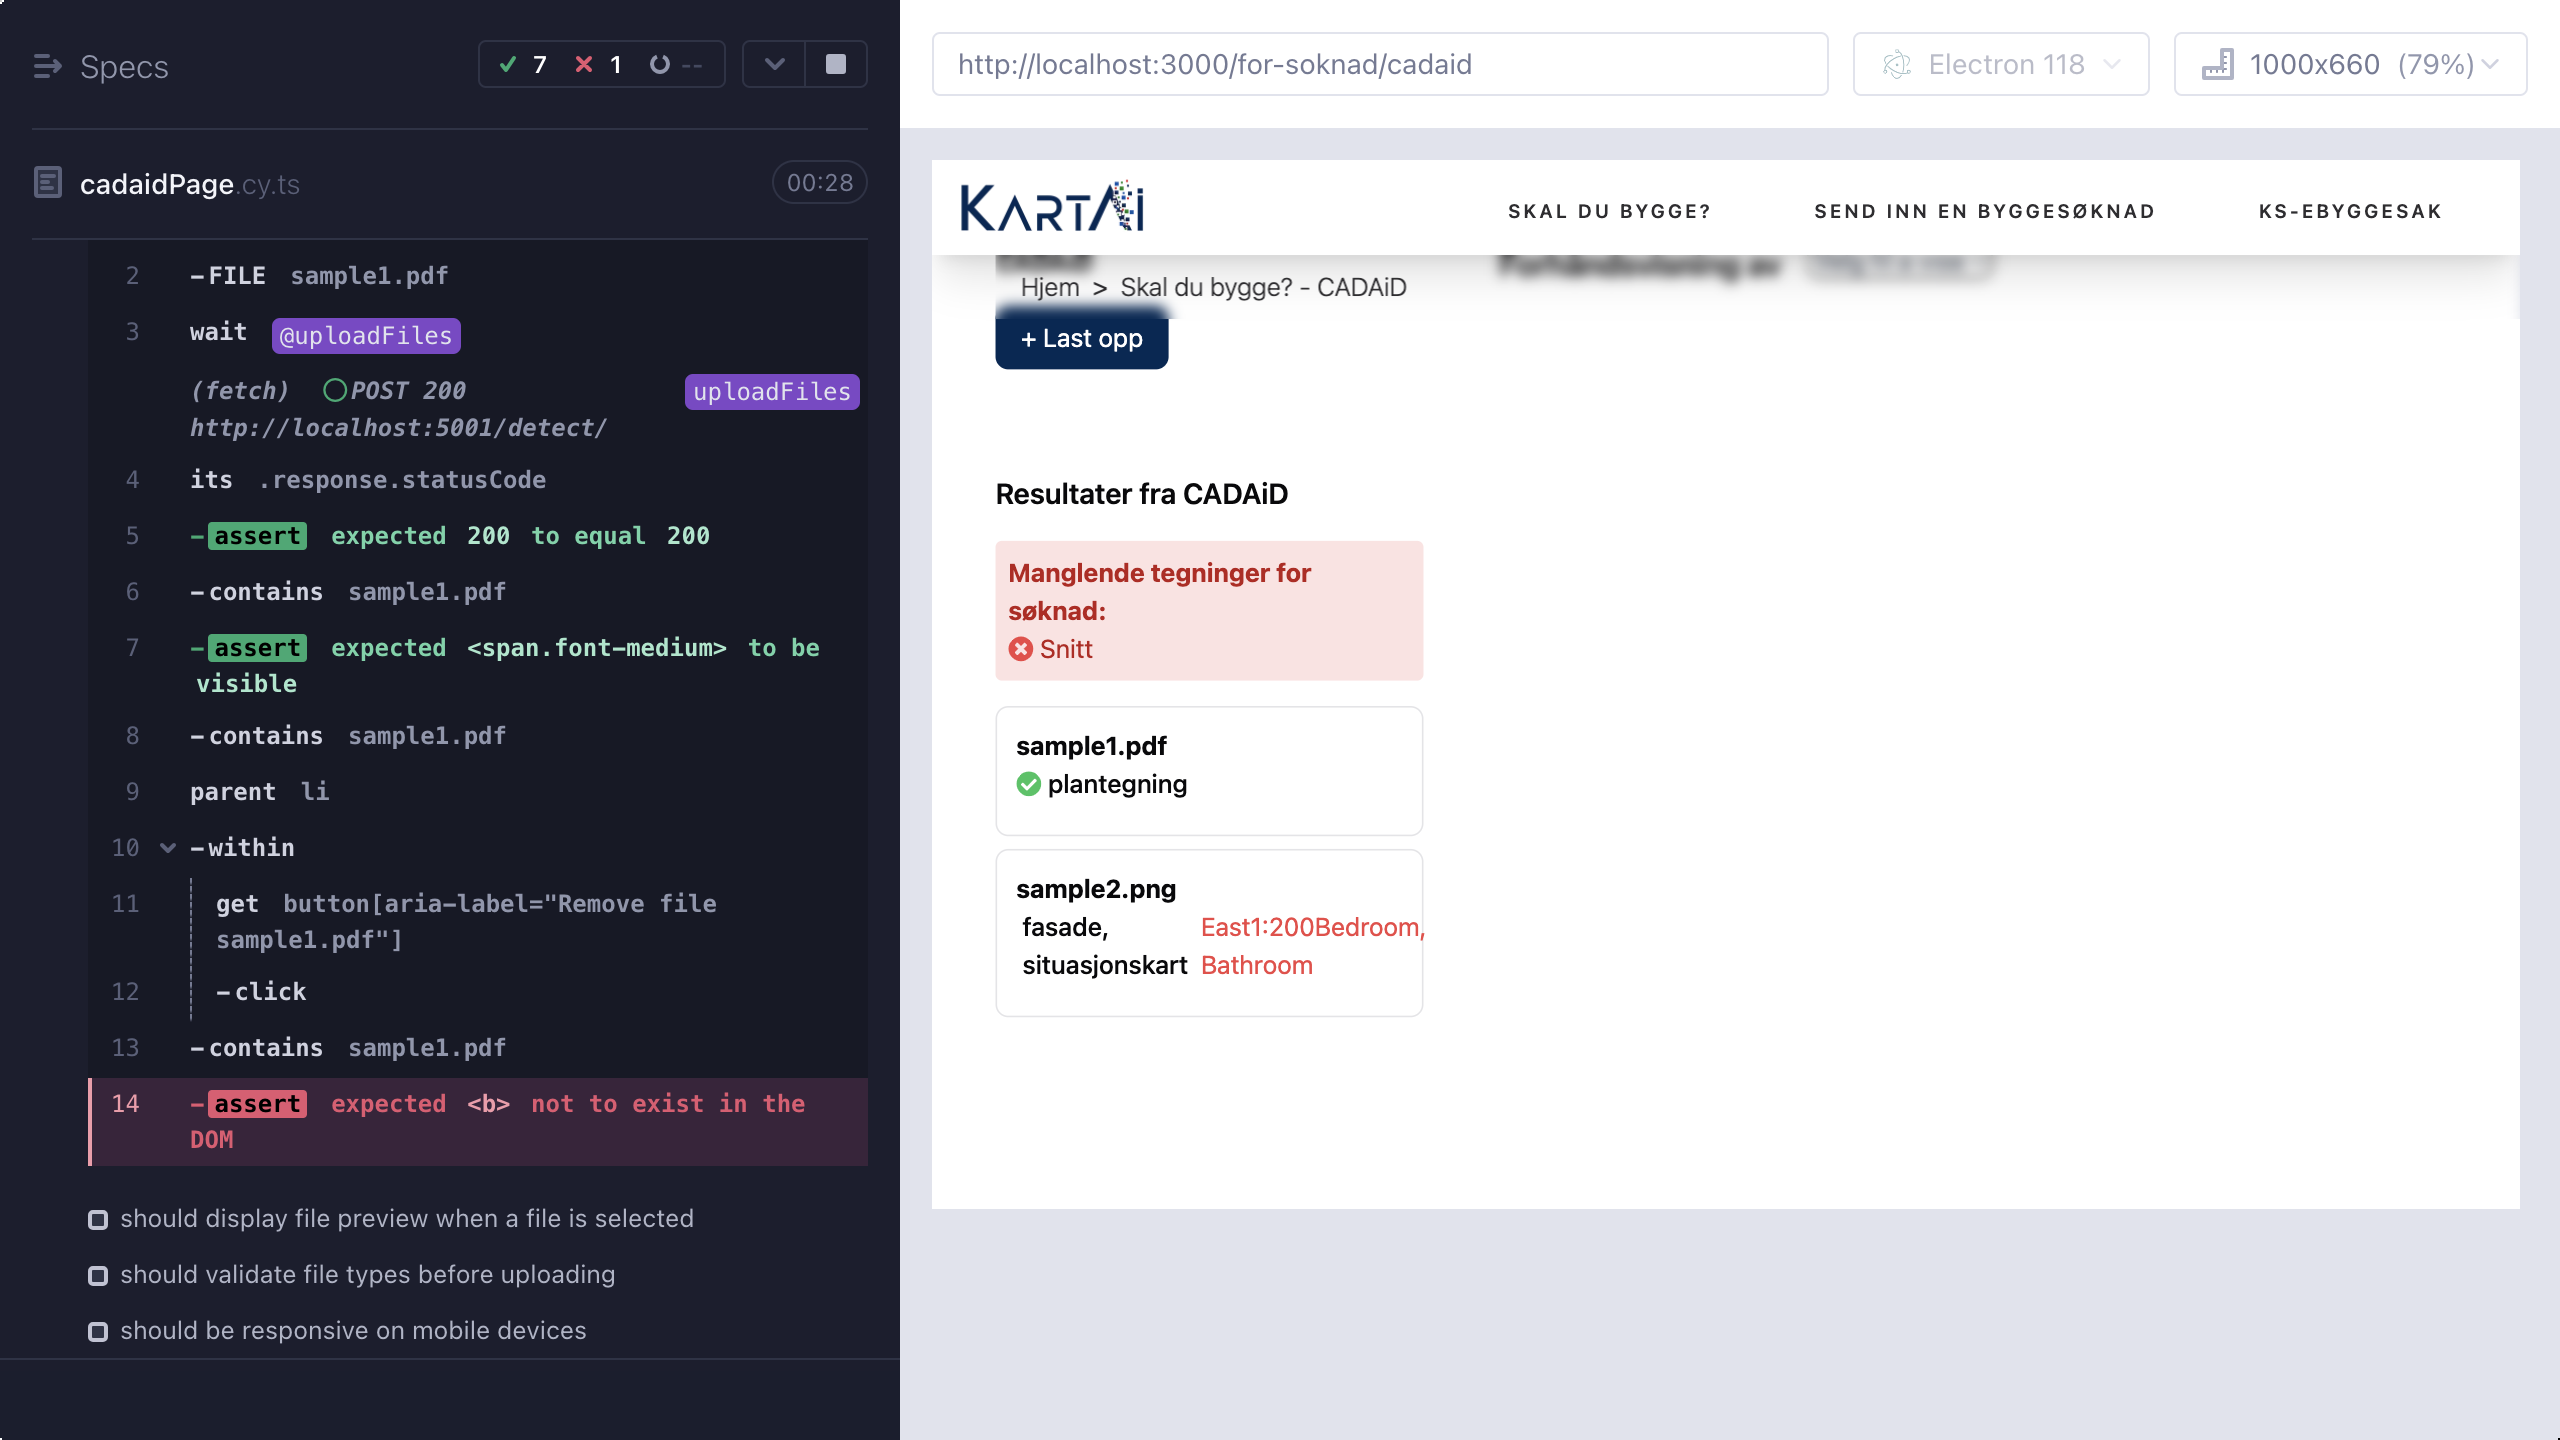 Specs
7 1 --
cadaidPage.cy.ts
00:28
2 -FILE sample1.pdf
3 wait @uploadFiles
(fetch) POST 200 uploadFiles
http://localhost:5001/detect/
4 its .response.statusCode
5 -assert expected 200 to equal 200
6 -contains sample1.pdf
7 -assert expected <span.font-medium> to be
visible
8 -contains sample1.pdf
9 parent li
10 -within
11 get button[aria-label="Remove file
sample1.pdf"]
12 -click
13 -contains sample1.pdf
14 -assert expected <b> not to exist in the
DOM
should display file preview when a file is selected
should validate file types before uploading
should be responsive on mobile devices
http://localhost:3000/for-soknad/cadaid
Electron 118
1000x660 (79%)
KARTAi
SKAL DU BYGGE?
SEND INN EN BYGGESØKNAD
KS-EBYGGESAK
Forhåndsvisning av
Hjem > Skal du bygge? - CADAiD
+ Last opp
Resultater fra CADAiD
Manglende tegninger for
søknad:
Snitt
sample1.pdf
plantegning
sample2.png
fasade, East1:200Bedroom,
situasjonskart Bathroom